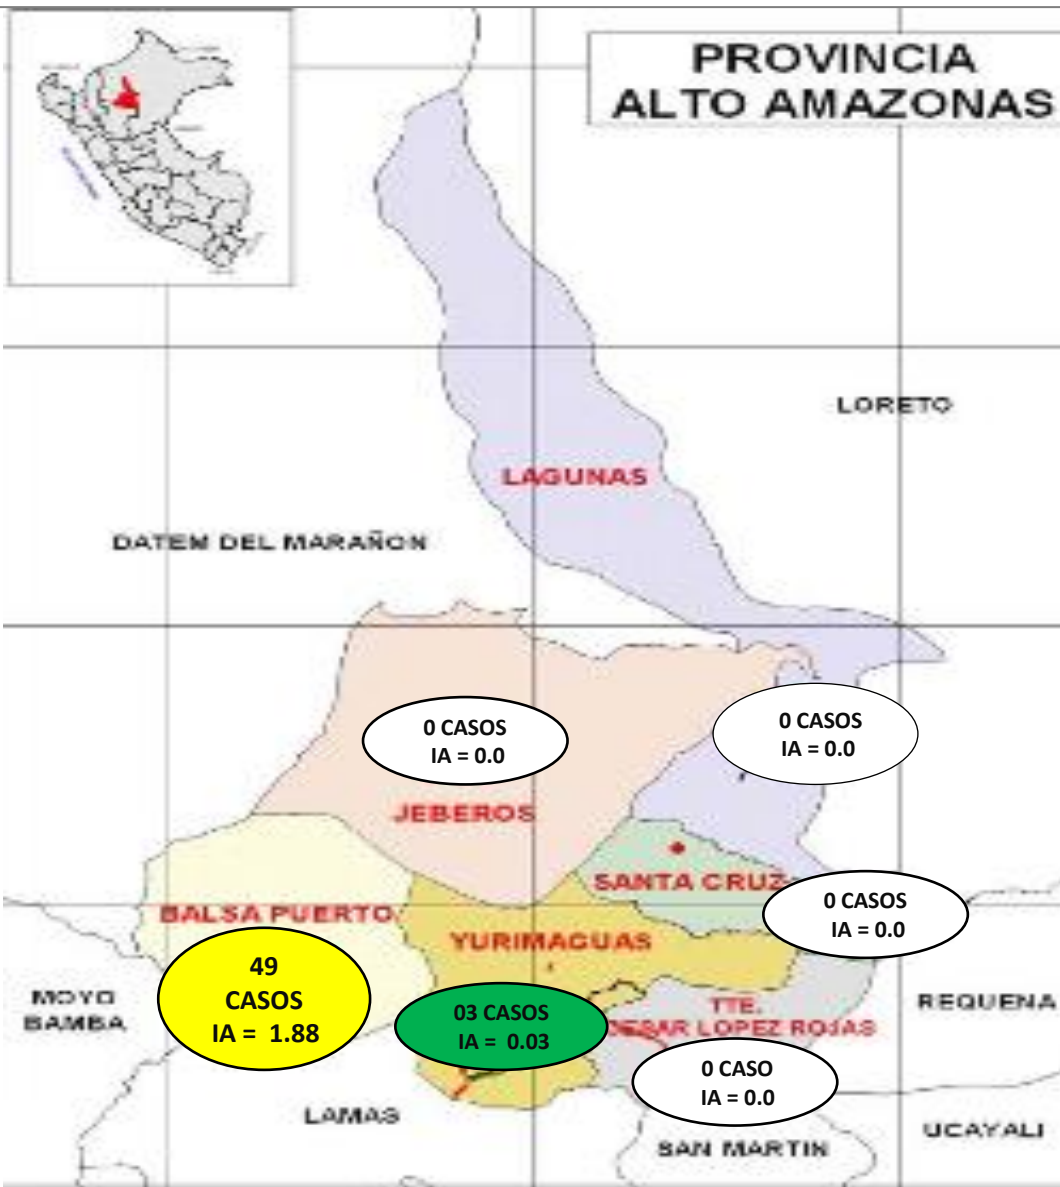 PROVINCIA
ALTO AMAZONAS
LORETO
LAGUNAS
DATEM DEL MARAÑON
0 CASOS
IA = 0.0
0 CASOS
IA = 0.0
JEBEROS
SANTA CRUZ
0 CASOS
IA = 0.0
BALSA PUERTO
YURIMAGUAS
49
CASOS
IA = 1.88
MOYO
BAMBA
03 CASOS
IA = 0.03
TTE.
CESAR LOPEZ ROJAS
REQUENA
0 CASO
IA = 0.0
LAMAS
SAN MARTIN
UCAYALI